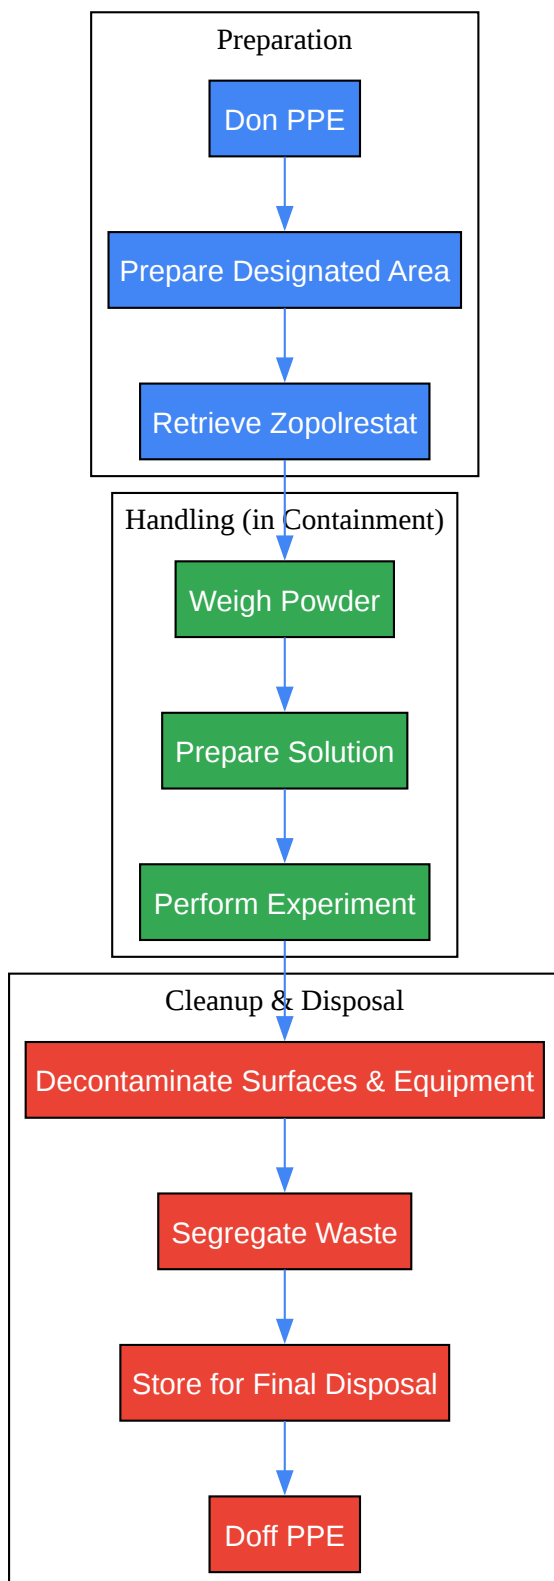 Preparation
Don PPE
Prepare Designated Area
Retrieve Zopolrestat
Handling (in Containment)
Weigh Powder
Prepare Solution
Perform Experiment
Cleanup & Disposal
Decontaminate Surfaces & Equipment
Segregate Waste
Store for Final Disposal
Doff PPE